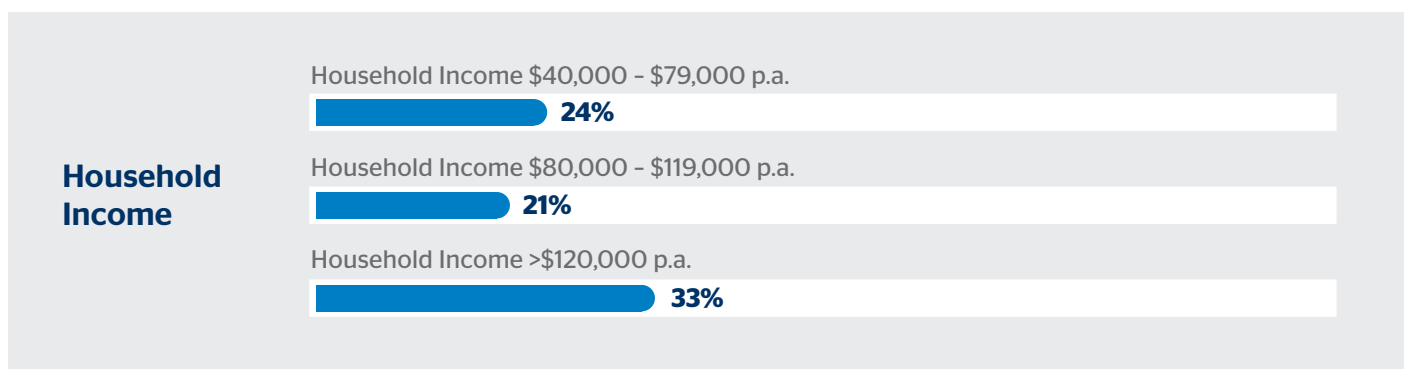 Household
Income
Household Income $40,000 – $79,000 p.a.
24%
Household Income $80,000 – $119,000 p.a.
21%
Household Income >$120,000 p.a.
33%